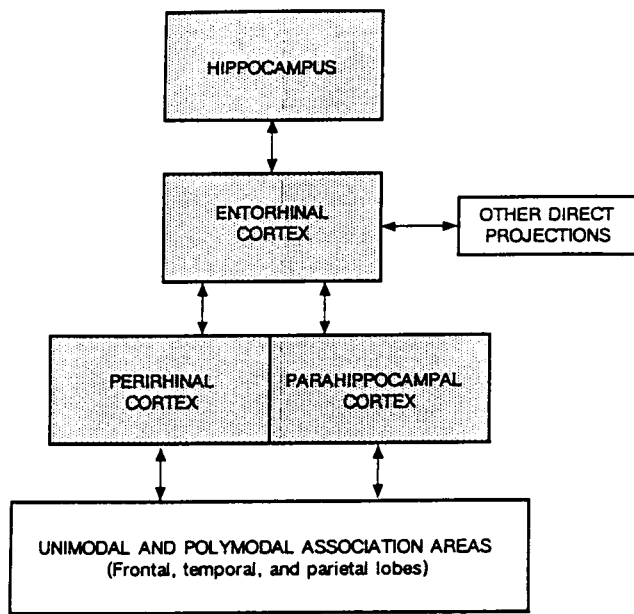 HIPPOCAMPUS
ENTORHINAL
CORTEX
OTHER DIRECT
PROJECTIONS
PERIRHINAL
CORTEX
PARAHIPPOCAMPAL
CORTEX
UNIMODAL AND POLYMODAL ASSOCIATION AREAS
(Frontal, temporal, and parietal lobes)